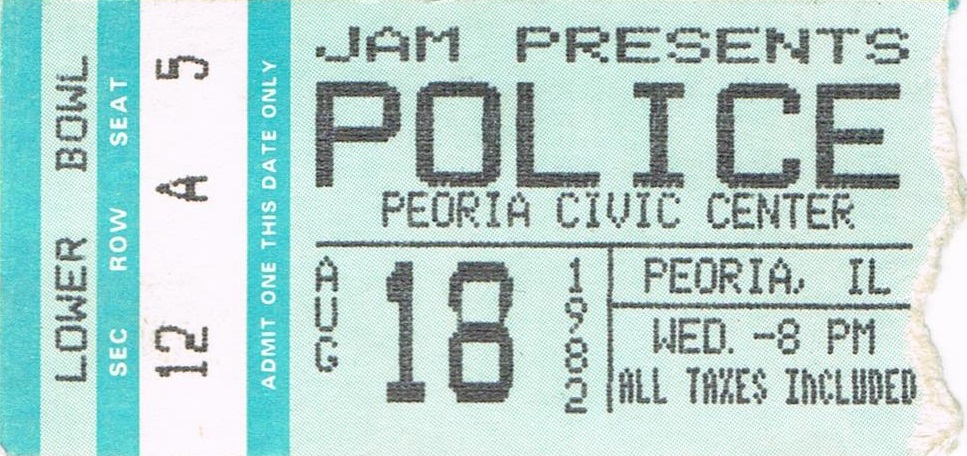 LOWER BOWL
SEC ROW SEAT
12 A 5
ADMIT ONE THIS DATE ONLY
JAM PRESENTS
POLICE
PEORIA CIVIC CENTER
AUG 18 1982
PEORIA, IL
WED. -8 PM
ALL TAXES INCLUDED